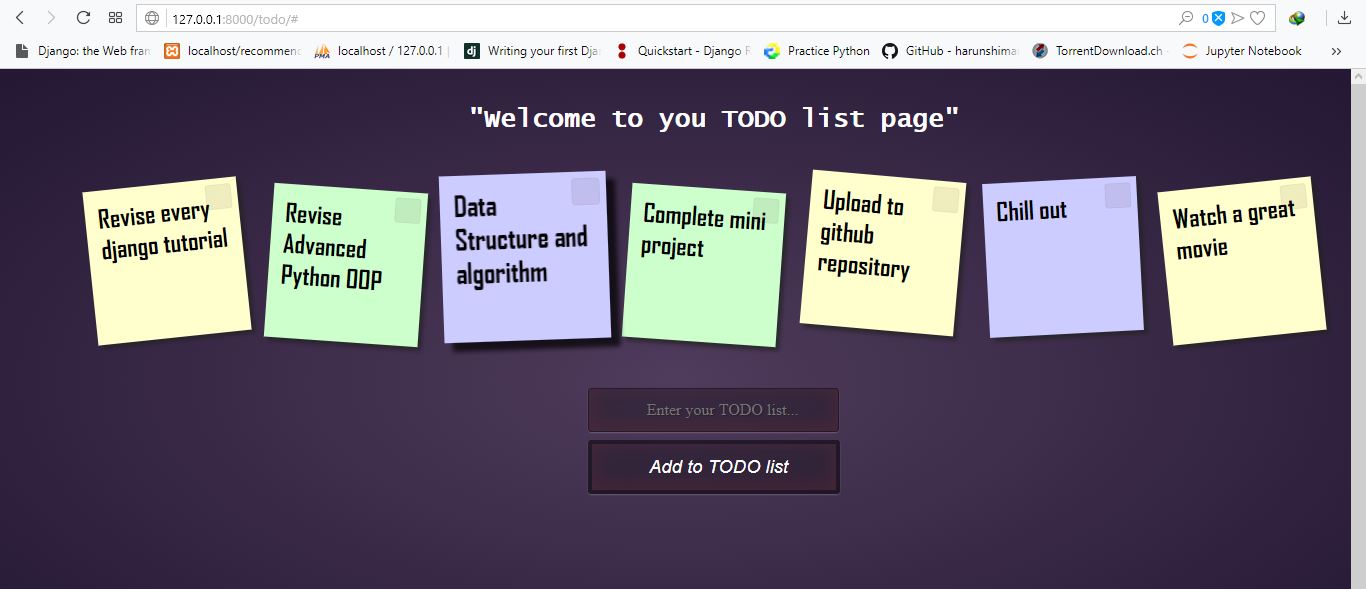 127.0.0.1:8000/todo/#
0
Django: the Web fran
localhost/recommend
localhost / 127.0.0.1
Writing your first Dja
Quickstart - Django R
Practice Python
GitHub - harunshima
TorrentDownload.ch
Jupyter Notebook
"Welcome to you TODO list page"
Revise every
django tutorial
Revise
Advanced
Python OOP
Data
Structure and
algorithm
Complete mini
project
Upload to
github
repository
Chill out
Watch a great
movie
Enter your TODO list...
Add to TODO list